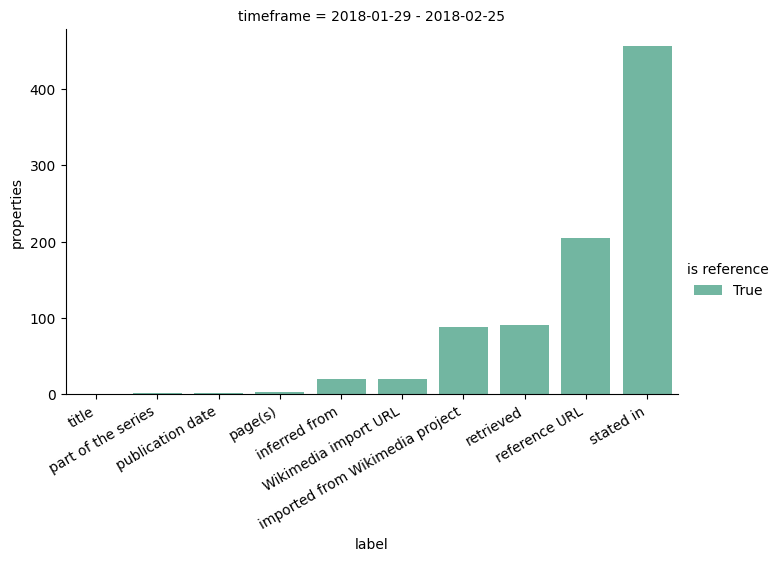 timeframe = 2018-01-29 - 2018-02-25
properties
400
300
200
100
0
title
part of the series
publication date
page(s)
inferred from
Wikimedia import URL
imported from Wikimedia project
retrieved
reference URL
stated in
label
is reference
True